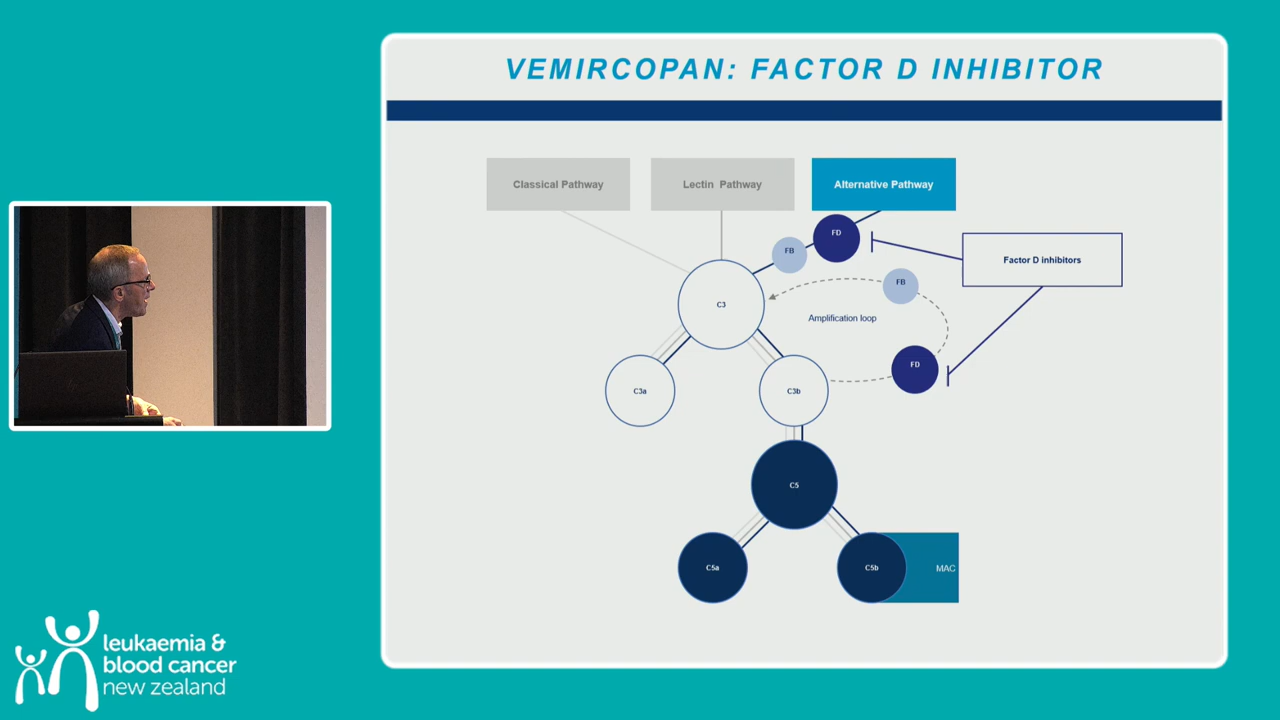 VEMIRCOPAN: FACTOR D INHIBITOR
Classical Pathway
Lectin Pathway
Alternative Pathway
FD
FB
Factor D inhibitors
FB
C3
Amplification loop
FD
C3a
C3b
C5
C5a
C5b
MAC
leukaemia &
blood cancer
new zealand